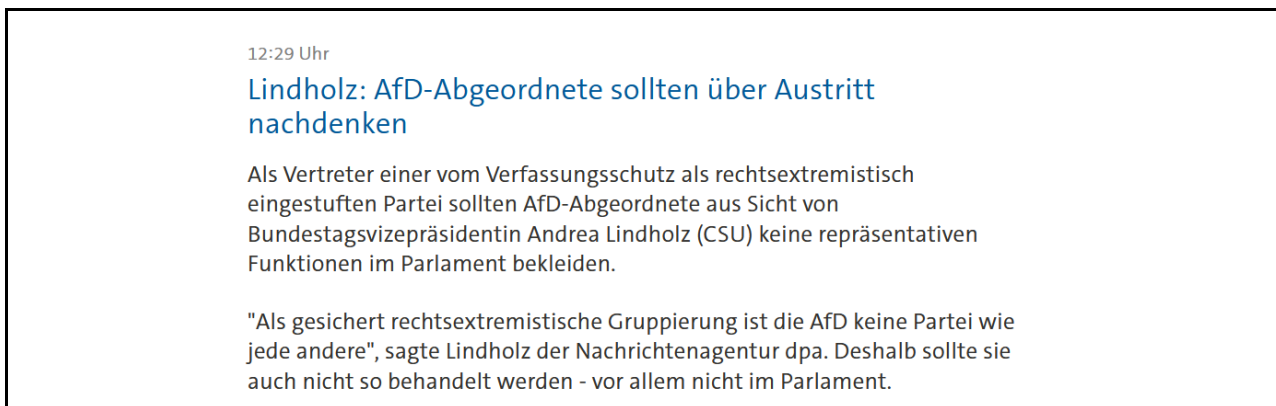 12:29 Uhr
Lindholz: AfD-Abgeordnete sollten über Austritt
nachdenken
Als Vertreter einer vom Verfassungsschutz als rechtsextremistisch
eingestuften Partei sollten AfD-Abgeordnete aus Sicht von
Bundestagsvizepräsidentin Andrea Lindholz (CSU) keine repräsentativen
Funktionen im Parlament bekleiden.
"Als gesichert rechtsextremistische Gruppierung ist die AfD keine Partei wie
jede andere", sagte Lindholz der Nachrichtenagentur dpa. Deshalb sollte sie
auch nicht so behandelt werden - vor allem nicht im Parlament.